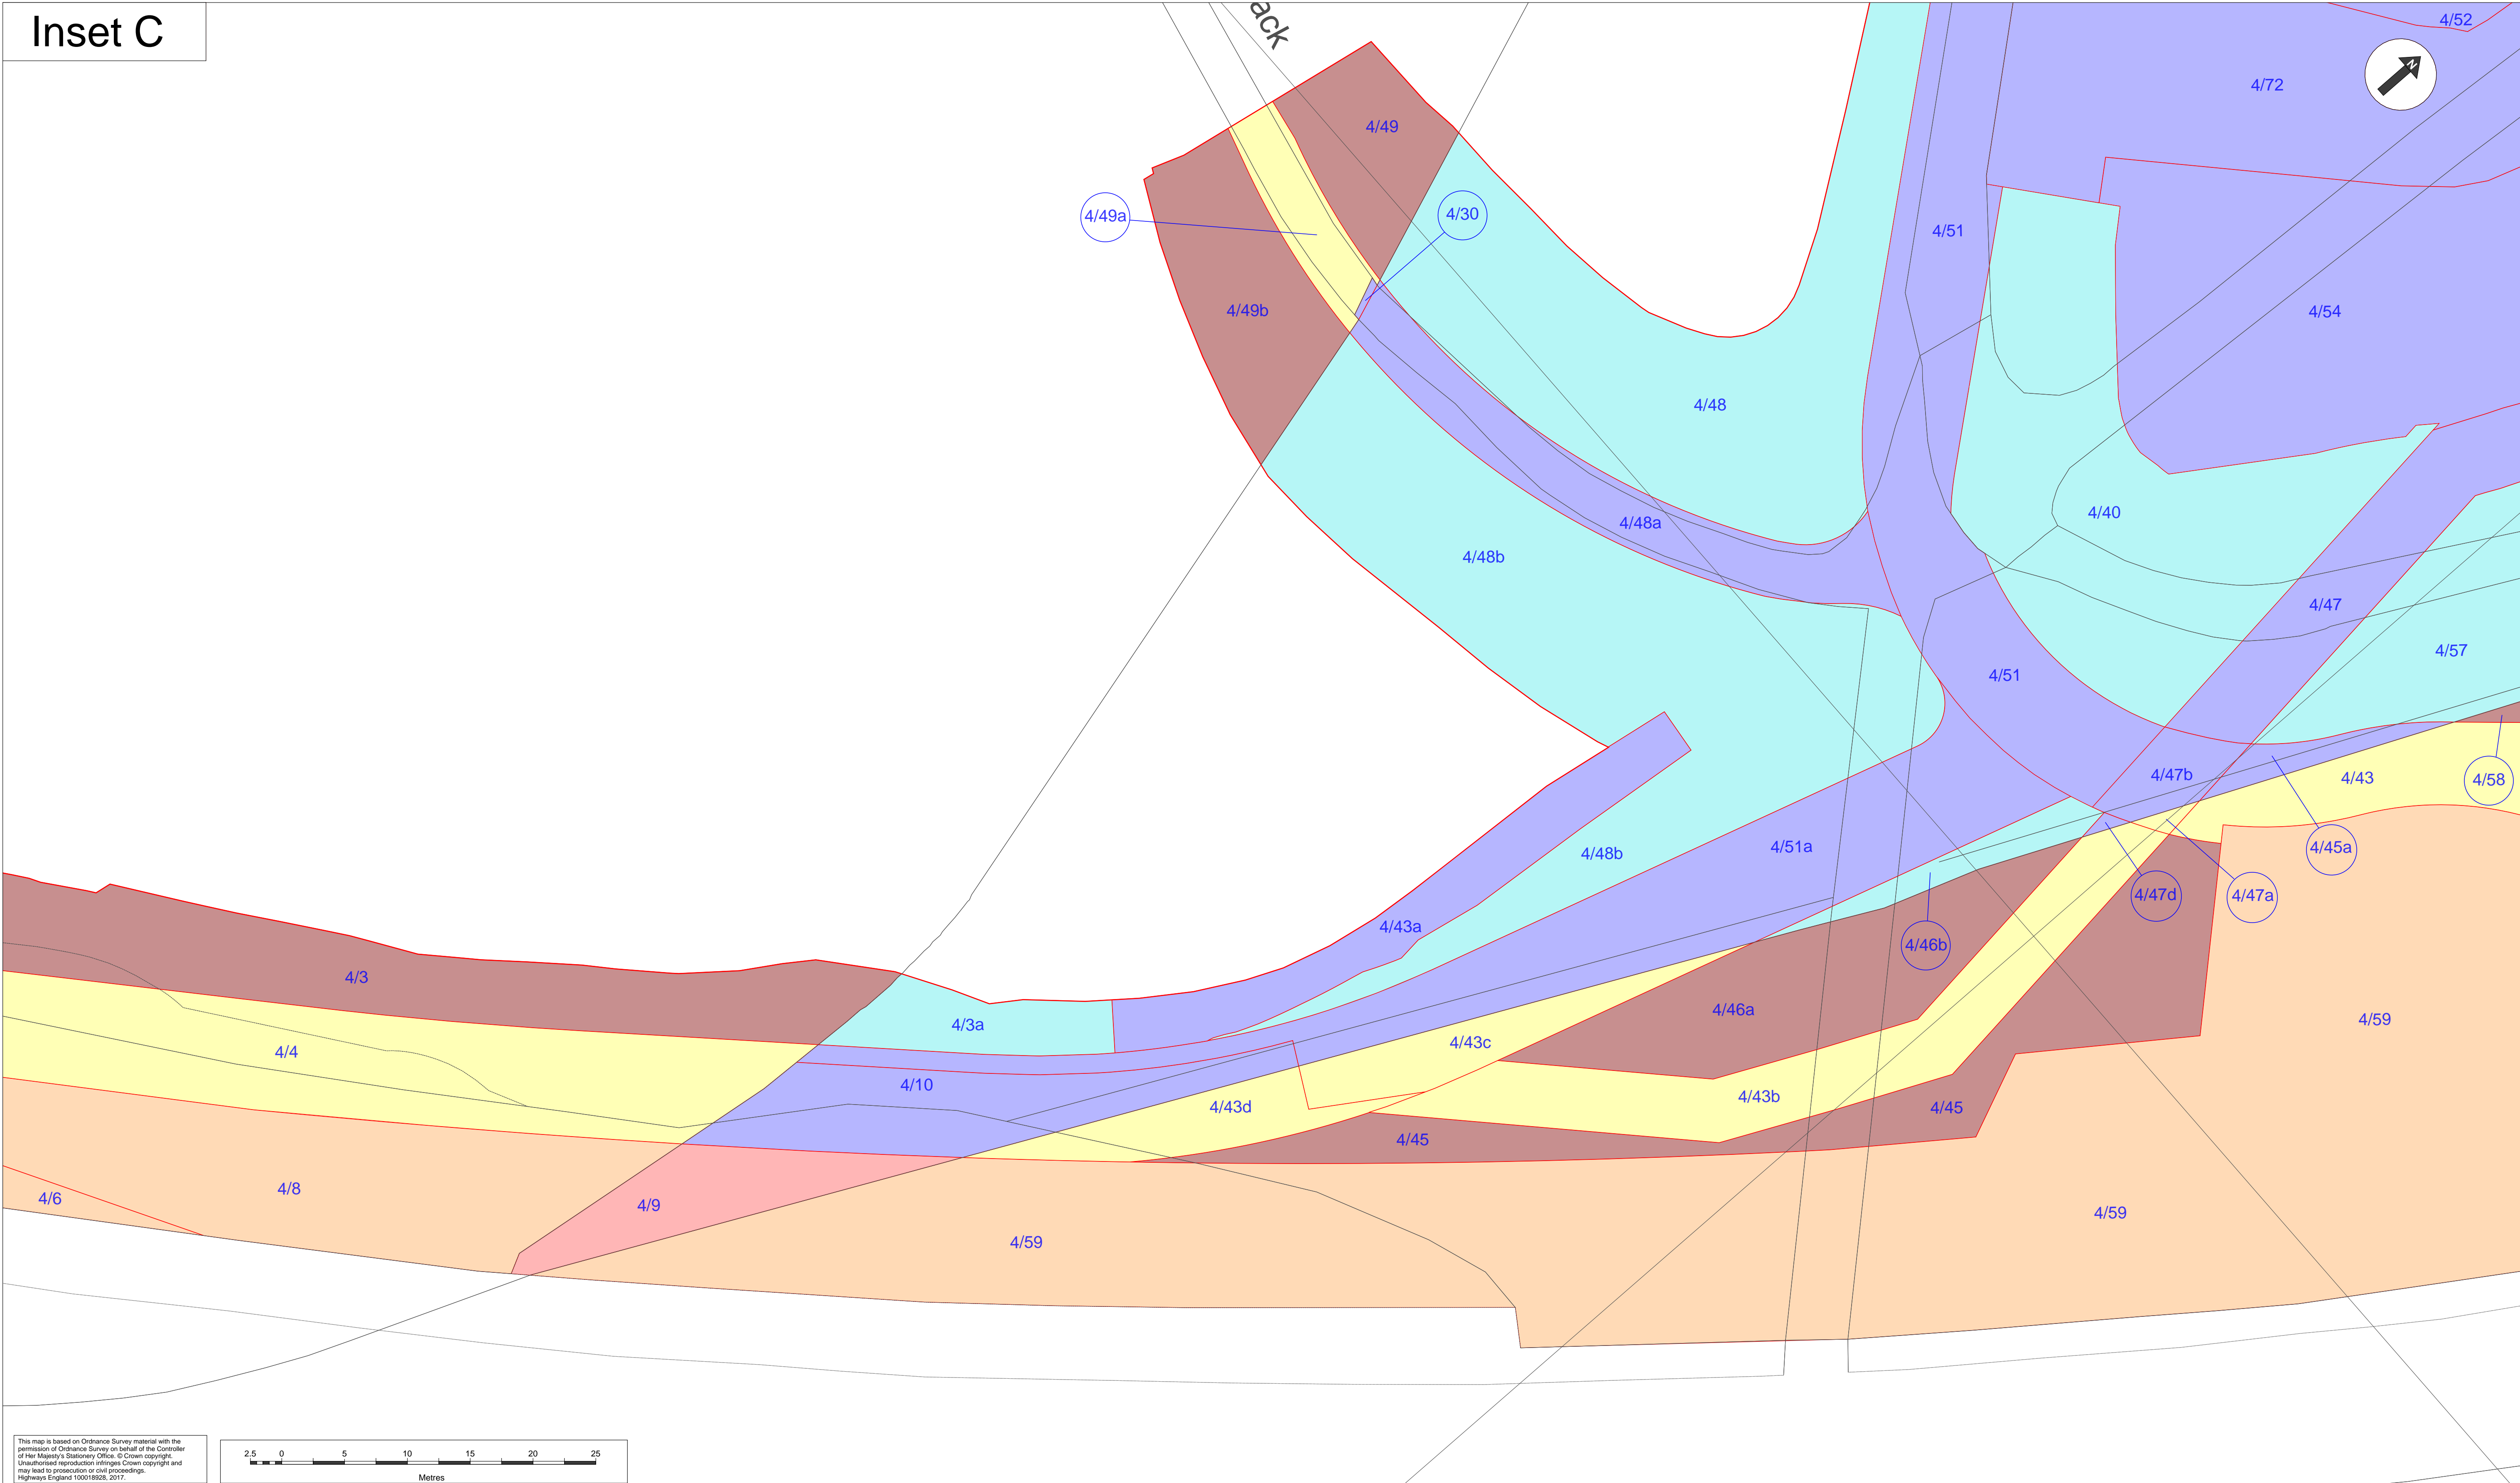 Inset C
ack
4/52
N
4/72
4/49
4/49a
4/30
4/51
4/49b
4/54
4/48
4/40
4/48a
4/48b
4/47
4/57
4/51
4/47b
4/43
4/58
4/48b
4/51a
4/45a
4/47d
4/47a
4/43a
4/46b
4/3
4/46a
4/59
4/3a
4/43c
4/4
4/10
4/43b
4/43d
4/45
4/45
4/8
4/6
4/9
4/59
4/59
This map is based on Ordnance Survey material with the
permission of Ordnance Survey on behalf of the Controller
of Her Majesty's Stationery Office. © Crown copyright.
Unauthorised reproduction infringes Crown copyright and
may lead to prosecution or civil proceedings.
Highways England 100018928, 2017.
2.5 0 5 10 15 20 25
Metres